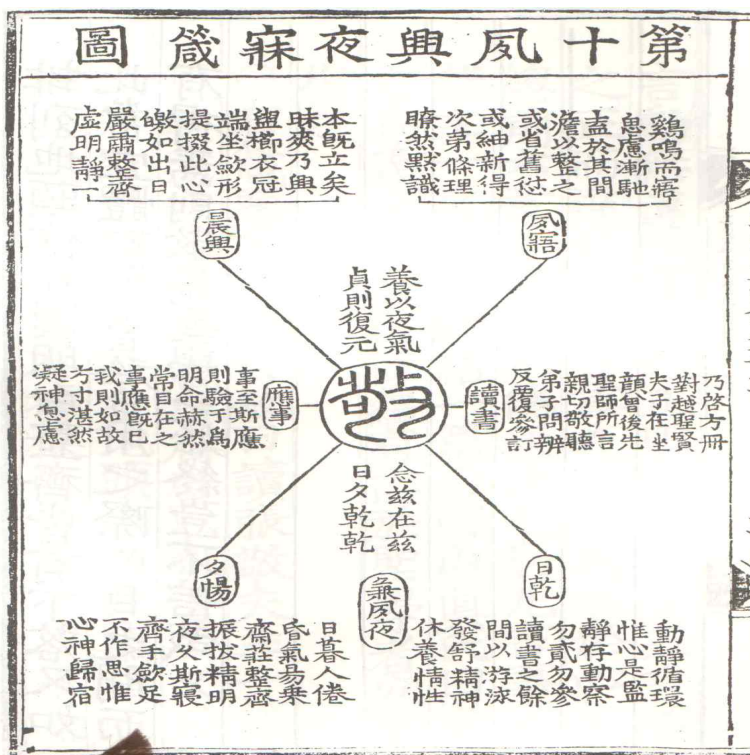 第十夙興夜寐箴圖
雞鳴而寤
思慮漸馳
盍於其間
澹以整之
或省舊愆
或紬新得
次第條理
瞭然默識
夙寤
本旣立矣
昧爽乃興
盥櫛衣冠
端坐歛形
提掇此心
皦如出日
嚴肅整齊
虛明靜一
晨興
養以夜氣
貞則復元
敬
讀書
乃啓方冊
對越聖賢
夫子在坐
顔曾後先
聖師所言
親切敬聽
弟子問辨
反覆參訂
應事
事至斯應
則驗于爲
明命赫然
常目在之
事應旣已
我則如故
方寸湛然
凝神息慮
念玆在玆
日夕乾乾
日乾
動靜循環
惟心是監
靜存動察
勿貳勿參
讀書之餘
間以游泳
發舒精神
休養情性
兼夙夜
夕惕
日暮人倦
昏氣易乗
齋莊整齊
振拔精明
夜久斯寢
齊手歛足
不作思惟
心神歸宿